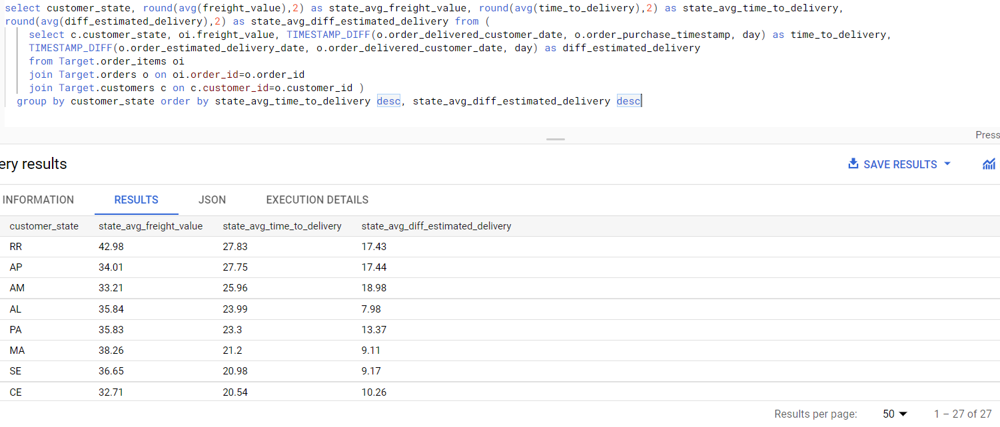 select customer_state, round(avg(freight_value),2) as state_avg_freight_value, round(avg(time_to_delivery),2) as state_avg_time_to_delivery,
round(avg(diff_estimated_delivery),2) as state_avg_diff_estimated_delivery from (
select c.customer_state, oi.freight_value, TIMESTAMP_DIFF(o.order_delivered_customer_date, o.order_purchase_timestamp, day) as time_to_delivery,
TIMESTAMP_DIFF(o.order_estimated_delivery_date, o.order_delivered_customer_date, day) as diff_estimated_delivery
from Target.order_items oi
join Target.orders o on oi.order_id=o.order_id
join Target.customers c on c.customer_id=o.customer_id )
group by customer_state order by state_avg_time_to_delivery desc, state_avg_diff_estimated_delivery desc
Press
ery results
SAVE RESULTS
INFORMATION RESULTS JSON EXECUTION DETAILS
customer_state state_avg_freight_value state_avg_time_to_delivery state_avg_diff_estimated_delivery
RR 42.98 27.83 17.43
AP 34.01 27.75 17.44
AM 33.21 25.96 18.98
AL 35.84 23.99 7.98
PA 35.83 23.3 13.37
MA 38.26 21.2 9.11
SE 36.65 20.98 9.17
CE 32.71 20.54 10.26
Results per page: 50 1 – 27 of 27